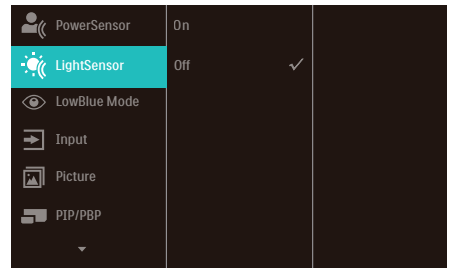 PowerSensor
On
LightSensor
Off
LowBlue Mode
Input
Picture
PIP/PBP